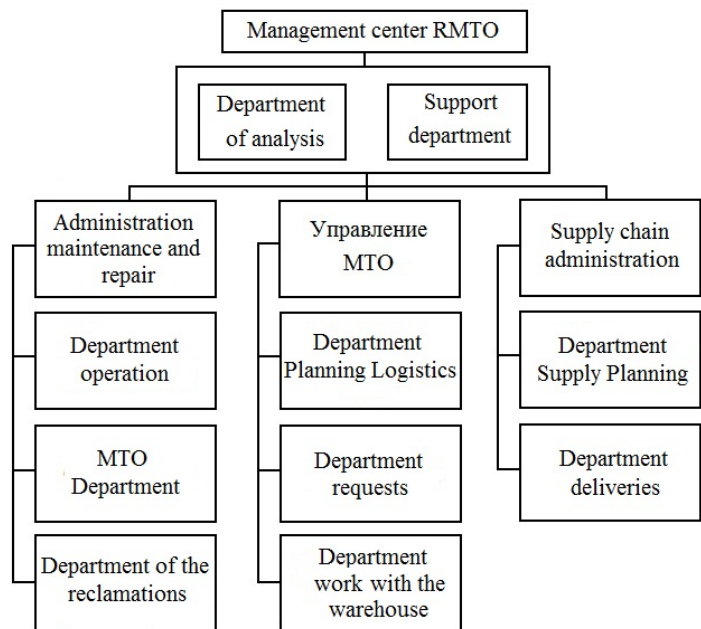 Management center RMTO
Department
of analysis
Support
department
Administration
maintenance and
repair
Department
operation
MTO
Department
Department of the
reclamations
Управление
МТО
Department
Planning Logistics
Department
requests
Department
work with the
warehouse
Supply chain
administration
Department
Supply Planning
Department
deliveries